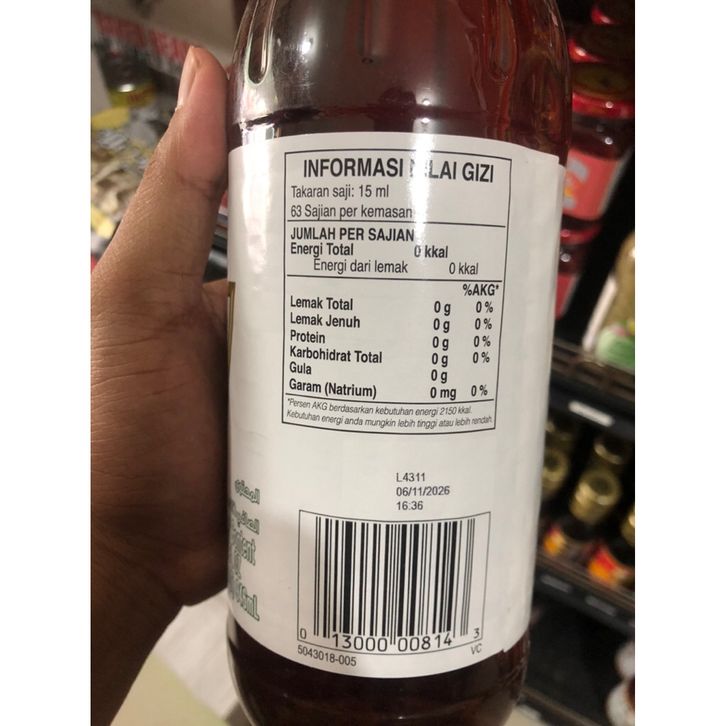 INFORMASI NILAI GIZI
Takaran saji: 15 ml
63 Sajian per kemasan
JUMLAH PER SAJIAN
Energi Total 0 kkal
Energi dari lemak 0 kkal
%AKG*
Lemak Total 0 g 0 %
Lemak Jenuh 0 g 0 %
Protein 0 g 0 %
Karbohidrat Total 0 g 0 %
Gula 0 g
Garam (Natrium) 0 mg 0 %
*Persen AKG berdasarkan kebutuhan energi 2150 kkal.
Kebutuhan energi anda mungkin lebih tinggi atau lebih rendah.
L4311
06/11/2026
16:36
0 13000 00814 3
5043018-005 VC